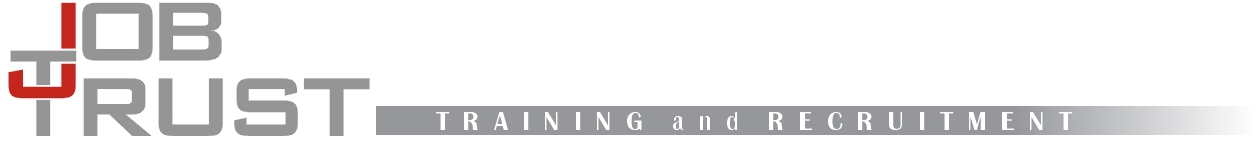 JOB
TRUST
TRAINING and RECRUITMENT